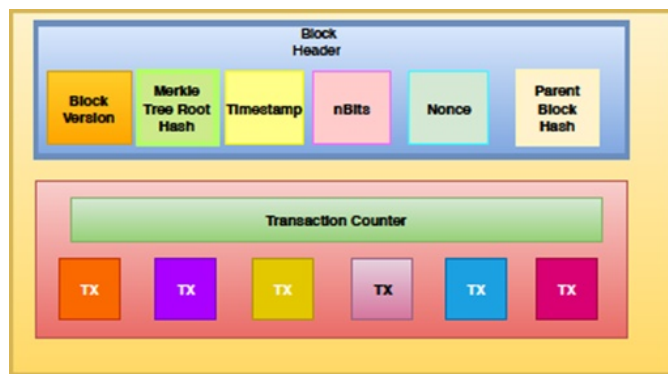 Block
Header
Block
Version
Merkle
Tree Root
Hash
Timestamp
nBits
Nonce
Parent
Block
Hash
Transaction Counter
TX
TX
TX
TX
TX
TX